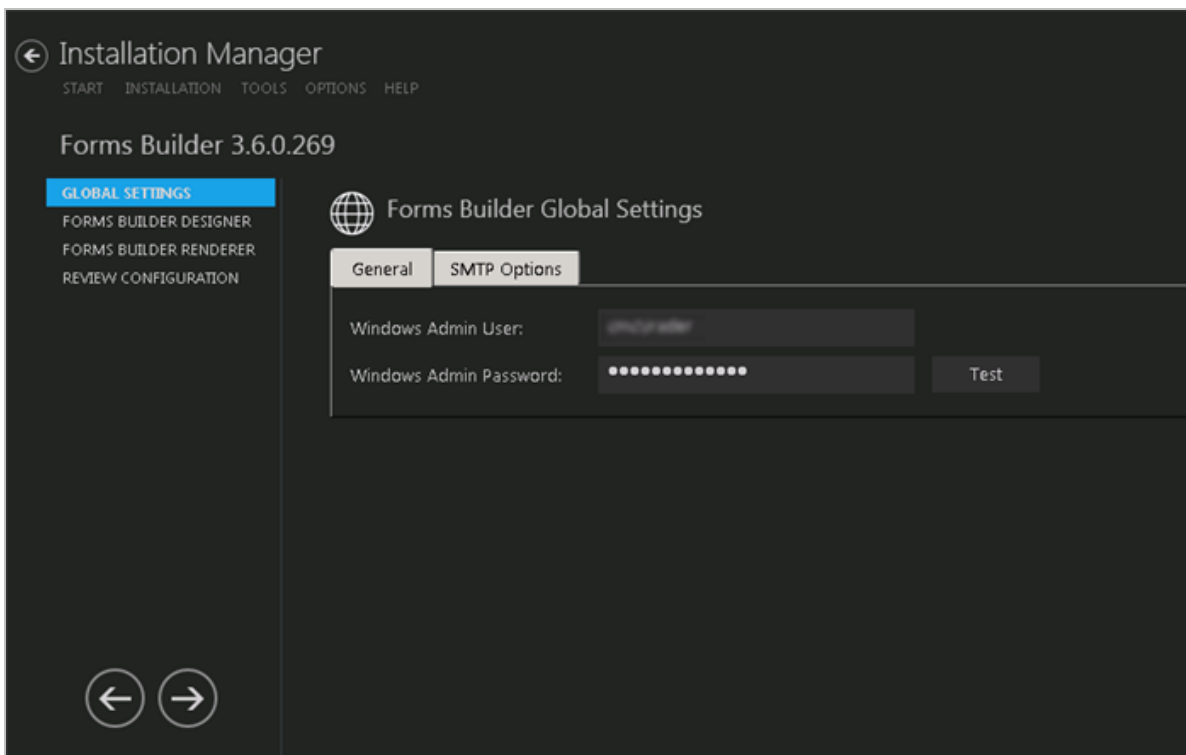 Installation Manager
START INSTALLATION TOOLS OPTIONS HELP
Forms Builder 3.6.0.269
GLOBAL SETTINGS
FORMS BUILDER DESIGNER
FORMS BUILDER RENDERER
REVIEW CONFIGURATION
Forms Builder Global Settings
General SMTP Options
Windows Admin User:
Windows Admin Password: ●●●●●●●●●●●●● Test